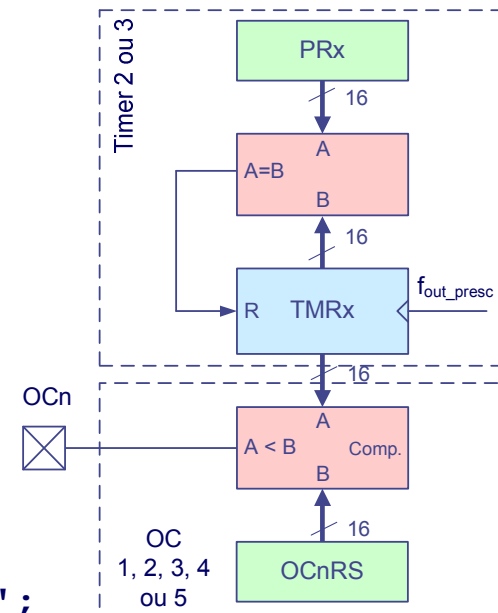 Timer 2 ou 3
PRx
16
A
A=B
B
16
R
TMRx
fout_presc
16
OCn
A
A < B
Comp.
B
16
OC
1, 2, 3, 4
ou 5
OCnRS
';